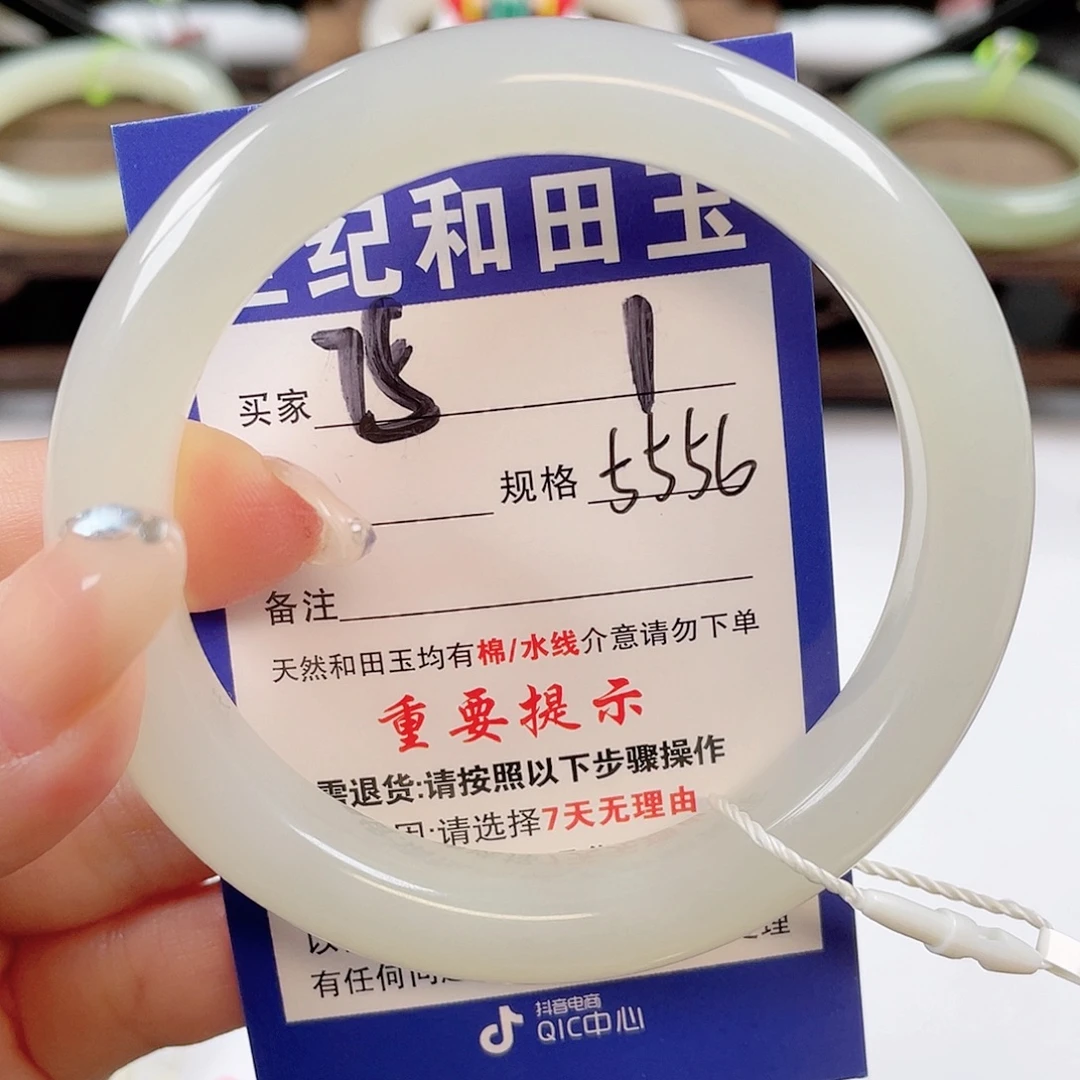 纪和田玉
买家 飞 1
规格 5556
备注
天然和田玉均有棉/水线介意请勿下单
重要提示
需退货:请按照以下步骤操作
因:请选择7天无理由
有任何问
抖音电商
QIC中心